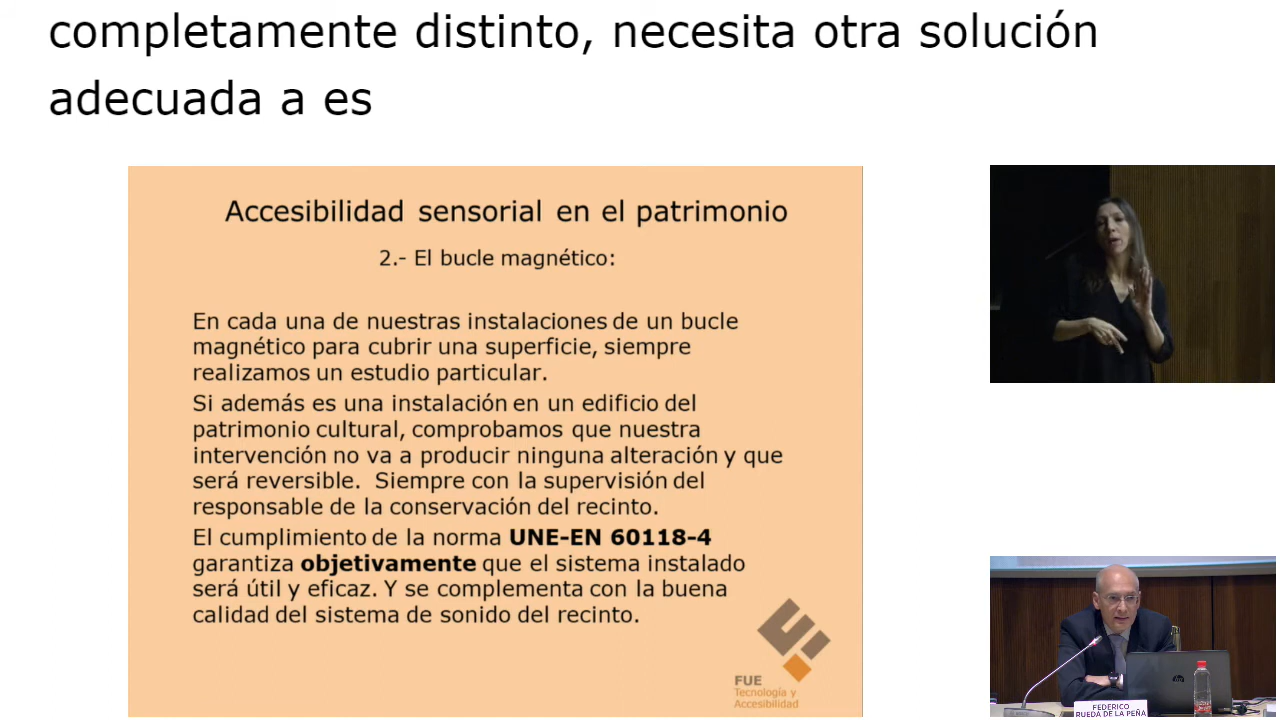 completamente distinto, necesita otra solución
adecuada a es
Accesibilidad sensorial en el patrimonio
2.- El bucle magnético:
En cada una de nuestras instalaciones de un bucle
magnético para cubrir una superficie, siempre
realizamos un estudio particular.
Si además es una instalación en un edificio del
patrimonio cultural, comprobamos que nuestra
intervención no va a producir ninguna alteración y que
será reversible.  Siempre con la supervisión del
responsable de la conservación del recinto.
El cumplimiento de la norma UNE-EN 60118-4
garantiza objetivamente que el sistema instalado
será útil y eficaz. Y se complementa con la buena
calidad del sistema de sonido del recinto.
FUE
Tecnología y
Accesibilidad
FEDERICO
RUEDA DE LA PEÑA